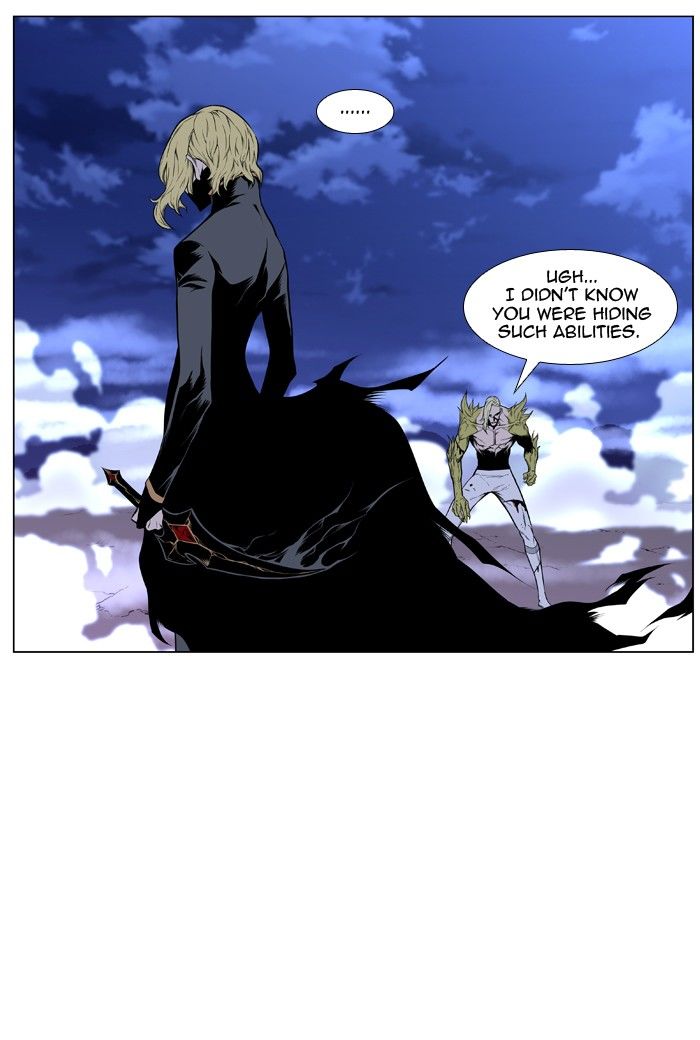 ......
UGH...
I DIDN'T KNOW
YOU WERE HIDING
SUCH ABILITIES.